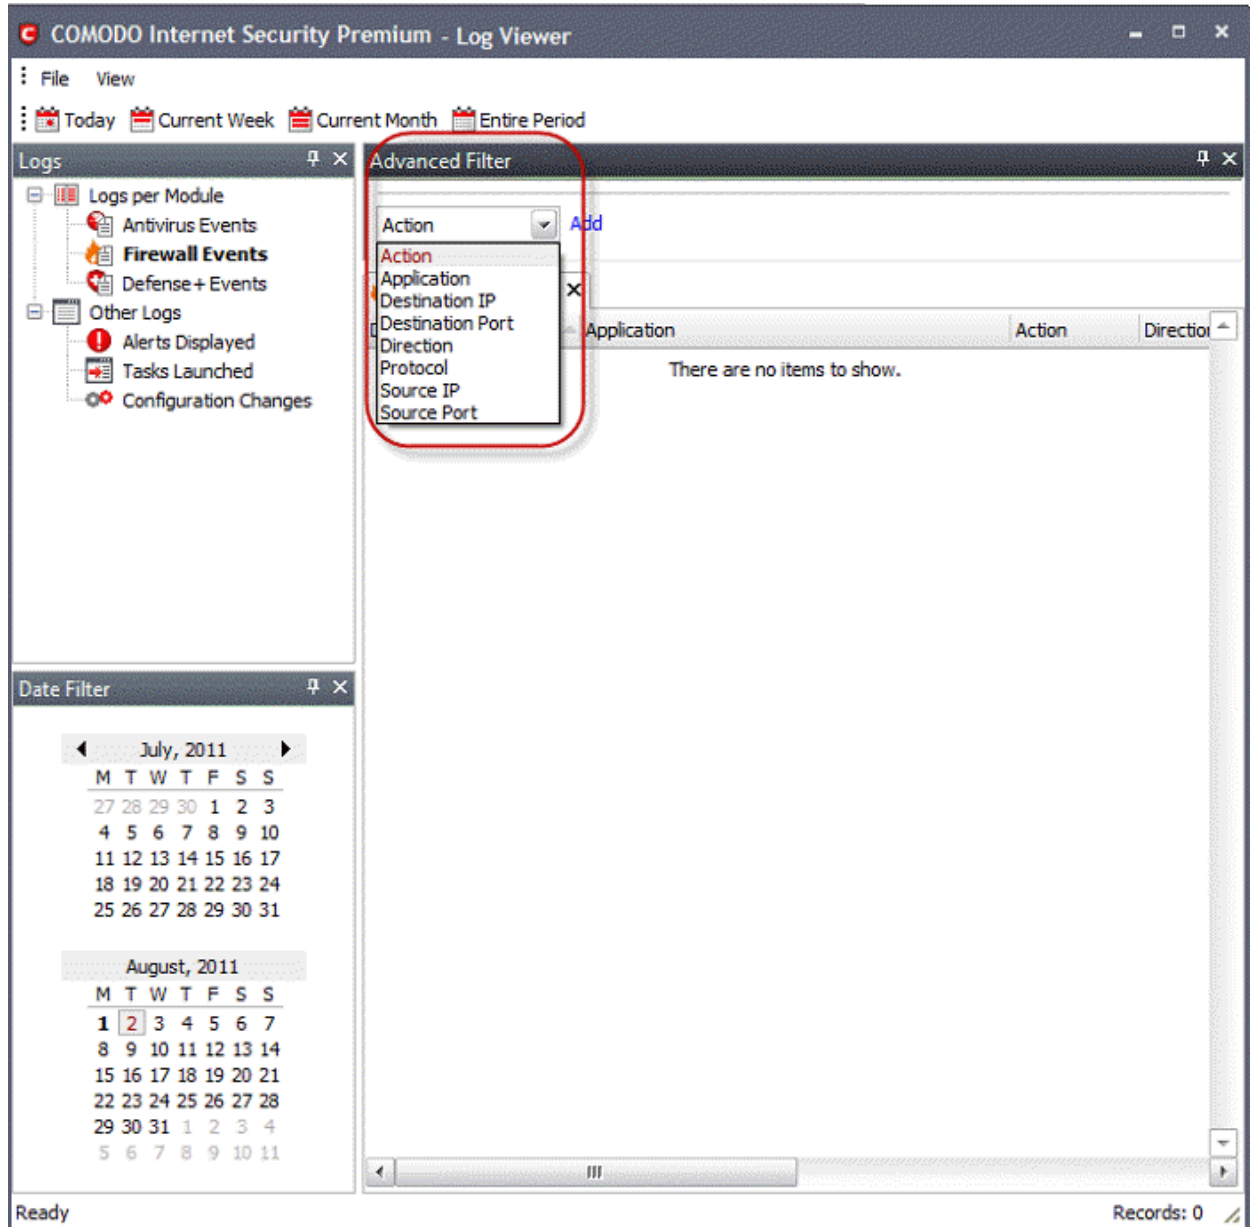 COMODO Internet Security Premium - Log Viewer
File View
Today Current Week Current Month Entire Period
Logs
Logs per Module
Antivirus Events
Firewall Events
Defense+ Events
Other Logs
Alerts Displayed
Tasks Launched
Configuration Changes
Advanced Filter
Action Add
Action
Application
Destination IP
Destination Port
Direction
Protocol
Source IP
Source Port
Application Action Direction
There are no items to show.
Date Filter
July, 2011
M T W T F S S
27 28 29 30 1 2 3
4 5 6 7 8 9 10
11 12 13 14 15 16 17
18 19 20 21 22 23 24
25 26 27 28 29 30 31
August, 2011
M T W T F S S
1 2 3 4 5 6 7
8 9 10 11 12 13 14
15 16 17 18 19 20 21
22 23 24 25 26 27 28
29 30 31 1 2 3 4
5 6 7 8 9 10 11
Ready Records: 0